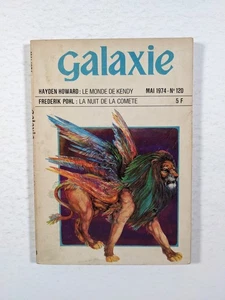 galaxie
HAYDEN HOWARD: LE MONDE DE KENDY
MAI 1974 - N° 120
FREDERIK POHL: LA NUIT DE LA COMETE
5 F